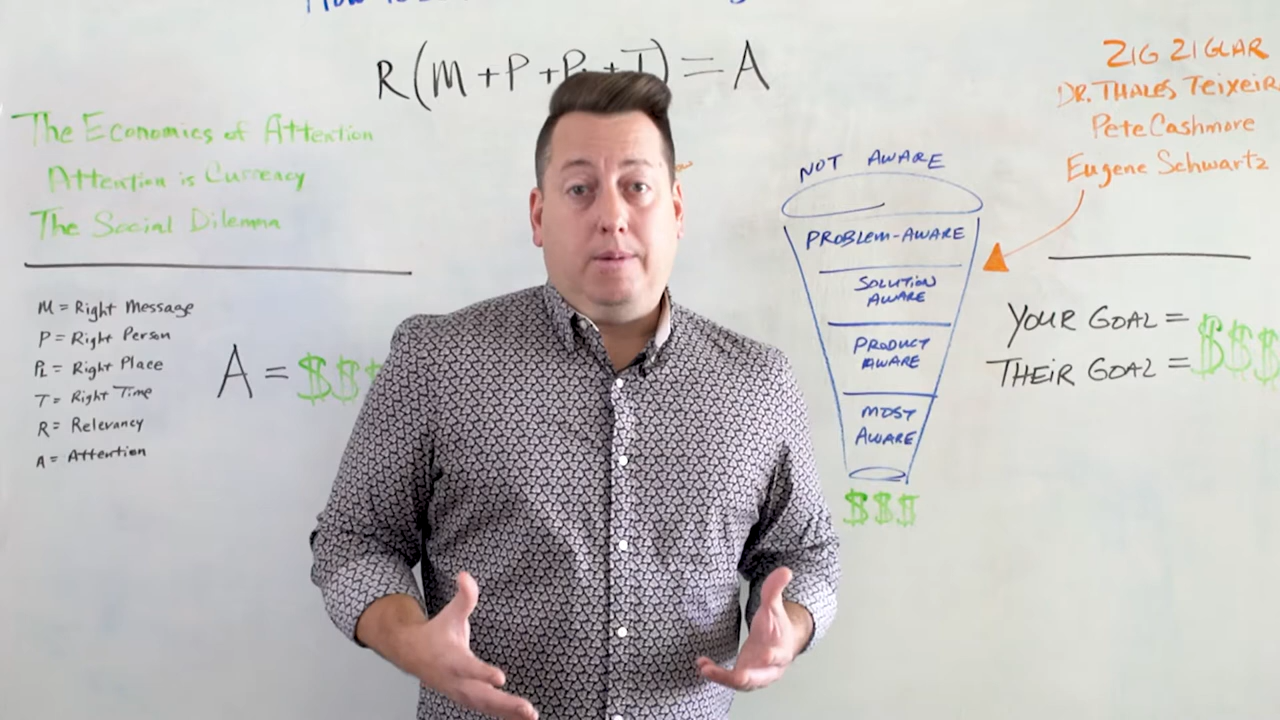 R(M+P+PL+T)=A
The Economics of Attention
Attention is Currency
The Social Dilemma
M = Right Message
P = Right Person
PL = Right Place
T = Right Time
R = Relevancy
A = Attention
A = $$$
NOT AWARE
PROBLEM-AWARE
SOLUTION
AWARE
PRODUCT
AWARE
MOST
AWARE
$$$
ZIG ZIGLAR
DR. THALES TEIXEIR
Pete Cashmore
Eugene Schwartz
YOUR GOAL =
THEIR GOAL =
$$$